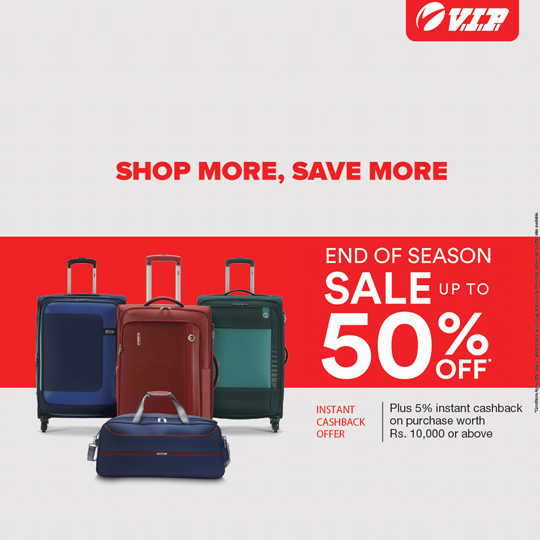 V.I.P.
SHOP MORE, SAVE MORE
END OF SEASON
SALE UP TO
50%
OFF*
INSTANT
CASHBACK
OFFER
Plus 5% instant cashback
on purchase worth
Rs. 10,000 or above